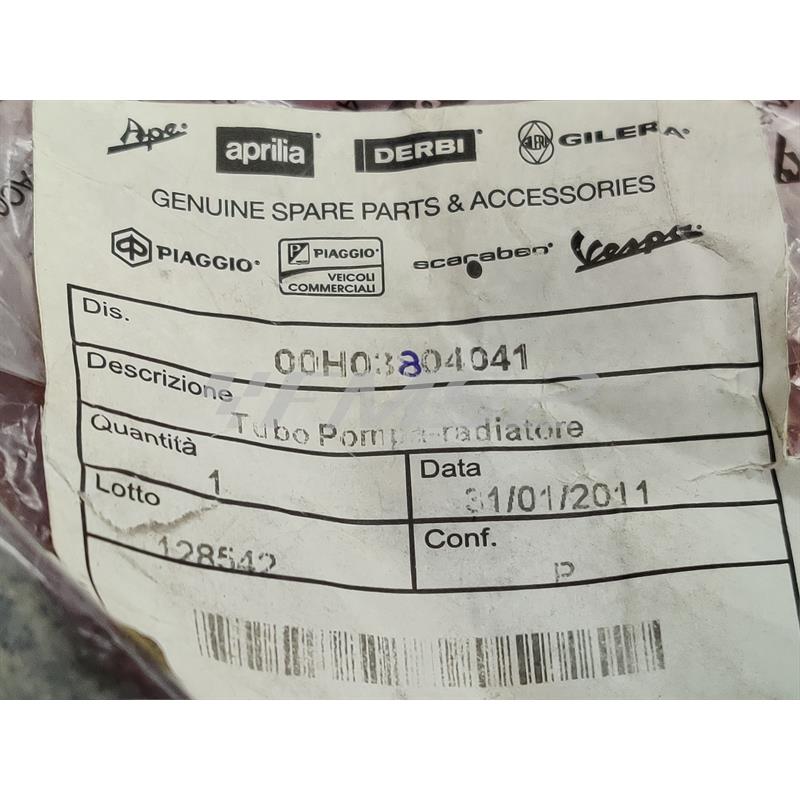 Ape
aprilia DERBI GILERA
GENUINE SPARE PARTS & ACCESSORIES
PIAGGIO PIAGGIO VEICOLI COMMERCIALI scarabeo Vespa
Dis.
00H03804041
Descrizione
Tubo Pompa-radiatore
Quantità
1
Data
31/01/2011
Lotto
128542
Conf.
P